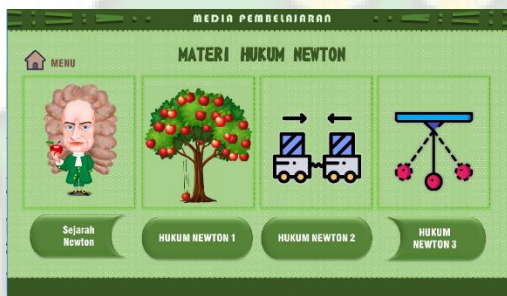 MEDIA PEMBELAJARAN
MENU
MATERI HUKUM NEWTON
Sejarah
Newton
HUKUM NEWTON 1
HUKUM NEWTON 2
HUKUM
NEWTON 3